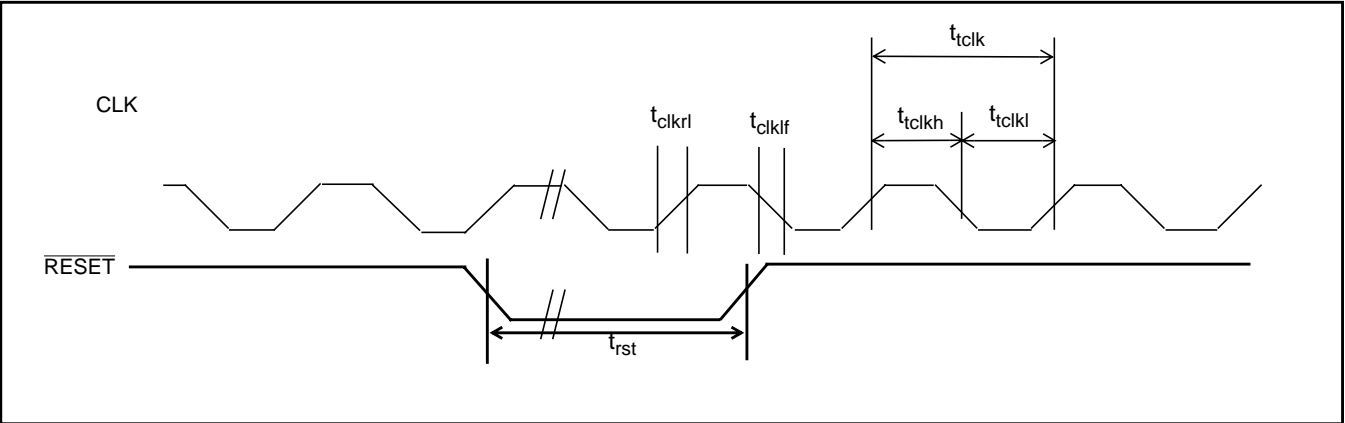 t_tclk
CLK
t_clkrl t_clklf t_tclkh t_tclkl
RESET
t_rst